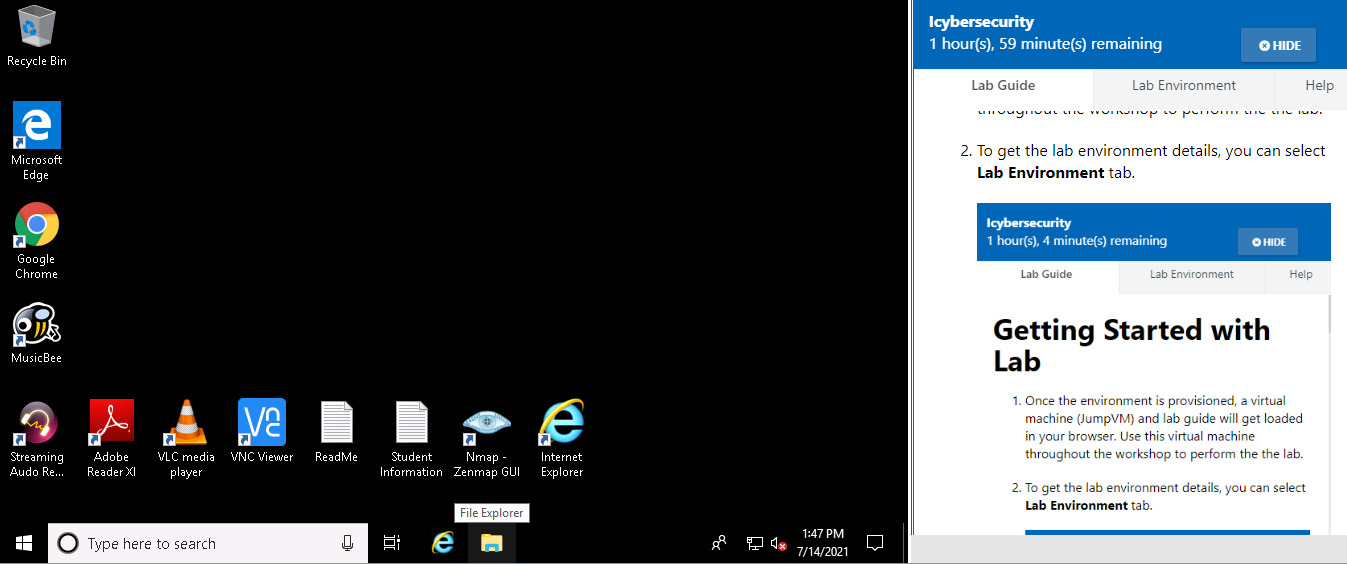 Recycle Bin
Microsoft
Edge
Google
Chrome
MusicBee
Streaming
Audo Re...
Adobe
Reader XI
VLC media
player
VNC Viewer
ReadMe
Student
Information
Nmap -
Zenmap GUI
Internet
Explorer
File Explorer
Type here to search
1:47 PM
7/14/2021
Icybersecurity
1 hour(s), 59 minute(s) remaining
HIDE
Lab Guide
Lab Environment
Help
throughout the workshop to perform the the lab.
2. To get the lab environment details, you can select
Lab Environment tab.
Icybersecurity
1 hour(s), 4 minute(s) remaining
HIDE
Lab Guide
Lab Environment
Help
Getting Started with
Lab
1. Once the environment is provisioned, a virtual
machine (JumpVM) and lab guide will get loaded
in your browser. Use this virtual machine
throughout the workshop to perform the the lab.
2. To get the lab environment details, you can select
Lab Environment tab.